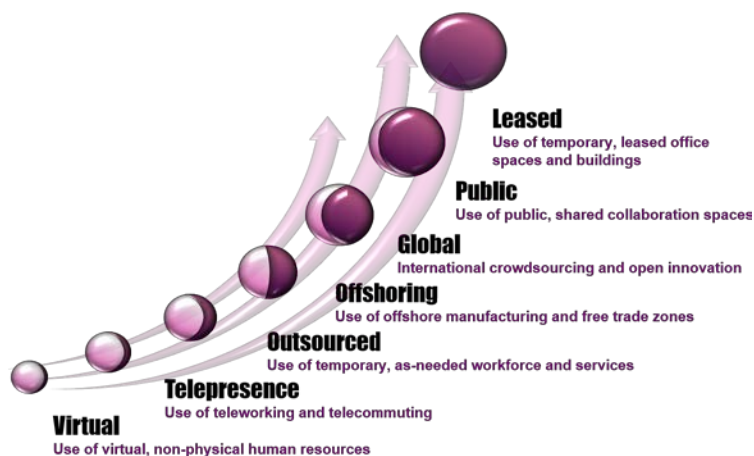 Leased
Use of temporary, leased office
spaces and buildings
Public
Use of public, shared collaboration spaces
Global
International crowdsourcing and open innovation
Offshoring
Use of offshore manufacturing and free trade zones
Outsourced
Use of temporary, as-needed workforce and services
Telepresence
Use of teleworking and telecommuting
Virtual
Use of virtual, non-physical human resources